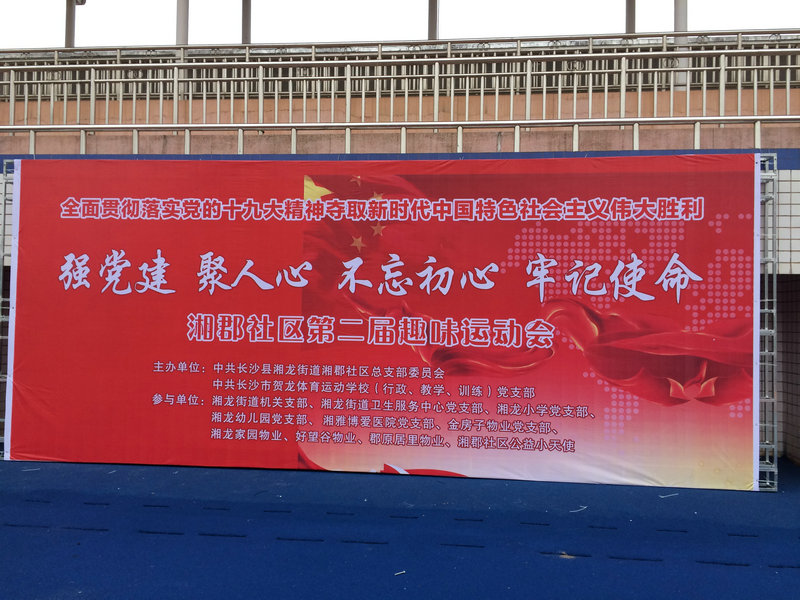 全面贯彻落实党的十九大精神夺取新时代中国特色社会主义伟大胜利
强党建 聚人心 不忘初心 牢记使命
湘郡社区第二届趣味运动会
主办单位：中共长沙县湘龙街道湘郡社区总支部委员会
中共长沙市贺龙体育运动学校（行政、教学、训练）党支部
参与单位：湘龙街道机关支部、湘龙街道卫生服务中心党支部、湘龙小学党支部、
湘龙幼儿园党支部、湘雅博爱医院党支部、金房子物业党支部、
湘龙家园物业、好望谷物业、郡原居里物业、湘郡社区公益小天使